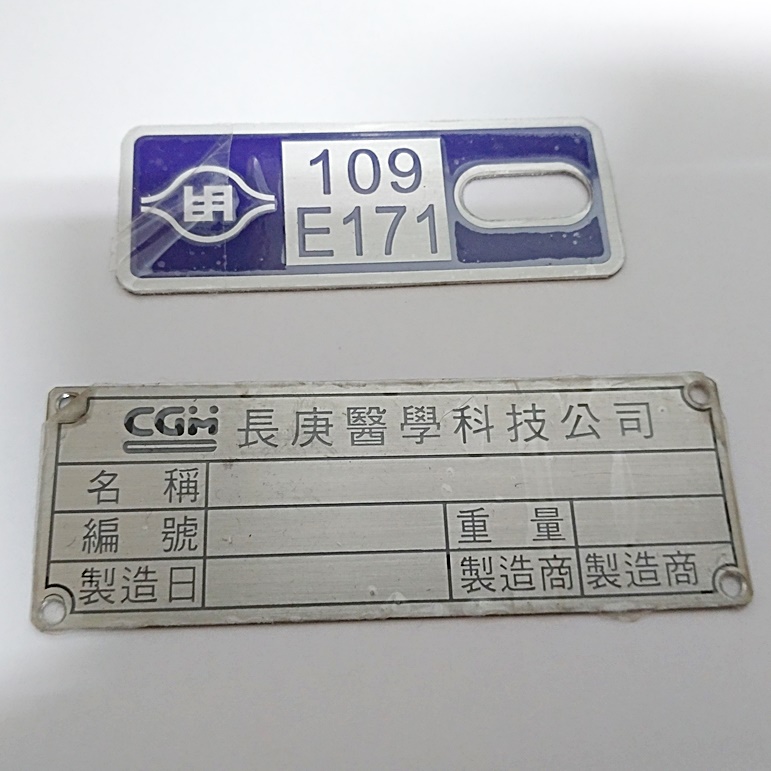 明
109
E171
CGM 長庚醫學科技公司
名 稱
編 號 重 量
製造日 製造商 製造商